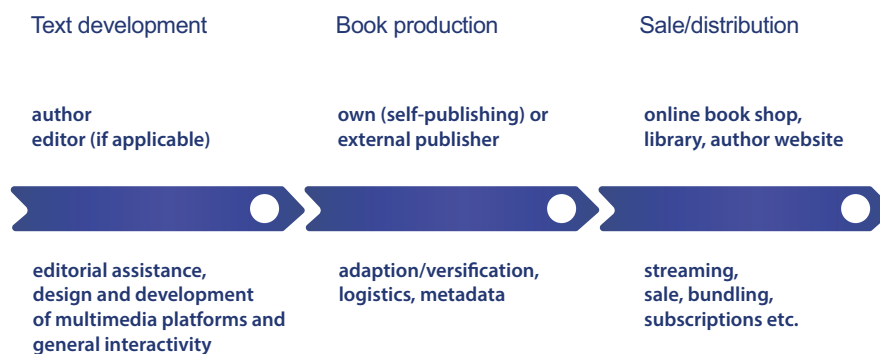 Text development
Book production
Sale/distribution
author
editor (if applicable)
own (self-publishing) or
external publisher
online book shop,
library, author website
editorial assistance,
design and development
of multimedia platforms and
general interactivity
adaption/versification,
logistics, metadata
streaming,
sale, bundling,
subscriptions etc.